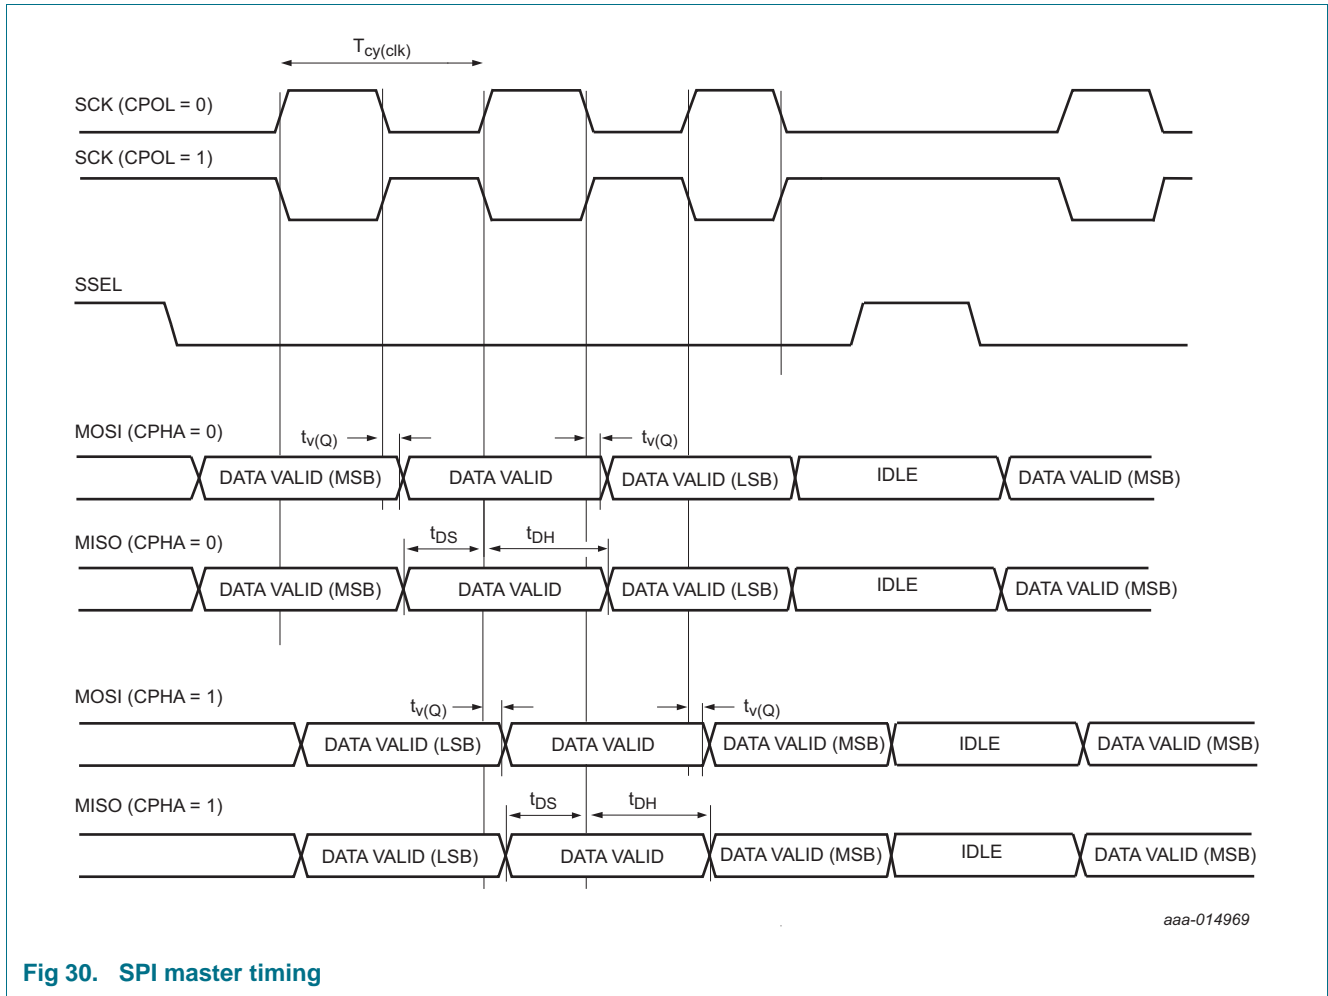 Tcy(clk)
SCK (CPOL = 0)
SCK (CPOL = 1)
SSEL
MOSI (CPHA = 0)
tv(Q)
tv(Q)
DATA VALID (MSB)
DATA VALID
DATA VALID (LSB)
IDLE
DATA VALID (MSB)
MISO (CPHA = 0)
tDS
tDH
DATA VALID (MSB)
DATA VALID
DATA VALID (LSB)
IDLE
DATA VALID (MSB)
MOSI (CPHA = 1)
tv(Q)
tv(Q)
DATA VALID (LSB)
DATA VALID
DATA VALID (MSB)
IDLE
DATA VALID (MSB)
MISO (CPHA = 1)
tDS
tDH
DATA VALID (LSB)
DATA VALID
DATA VALID (MSB)
IDLE
DATA VALID (MSB)
aaa-014969
Fig 30. SPI master timing